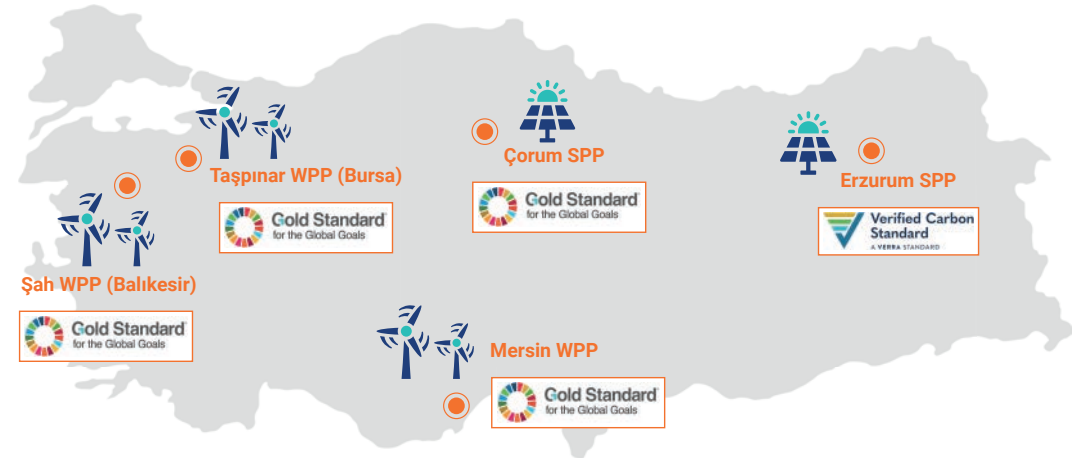 Taşpınar WPP (Bursa)
Gold Standard
for the Global Goals
Çorum SPP
Gold Standard
for the Global Goals
Erzurum SPP
Verified Carbon
Standard
A VERRA STANDARD
Şah WPP (Balıkesir)
Gold Standard
for the Global Goals
Mersin WPP
Gold Standard
for the Global Goals